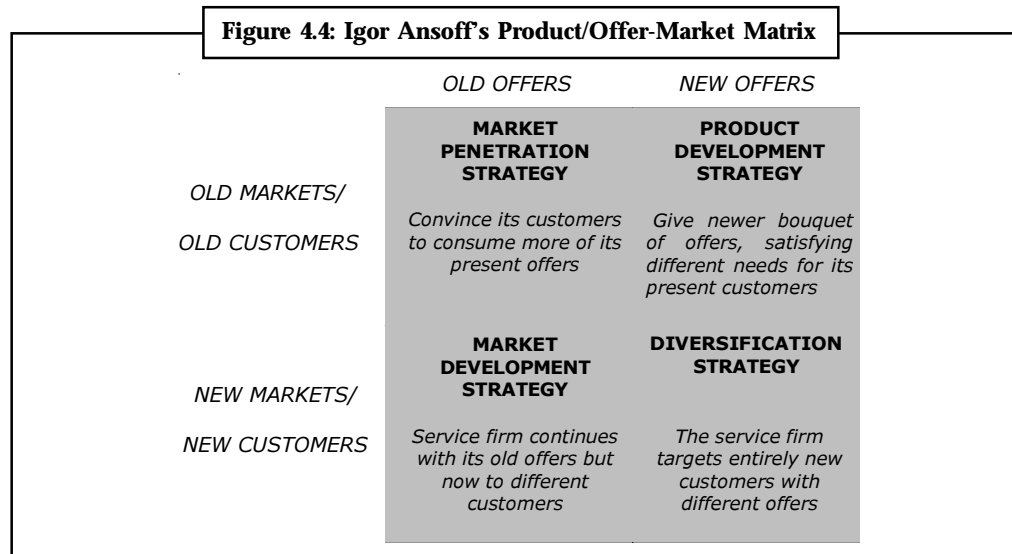 Figure 4.4: Igor Ansoff's Product/Offer-Market Matrix
OLD OFFERS
NEW OFFERS
OLD MARKETS/
OLD CUSTOMERS
MARKET
PENETRATION
STRATEGY
Convince its customers
to consume more of its
present offers
PRODUCT
DEVELOPMENT
STRATEGY
Give newer bouquet
of offers, satisfying
different needs for its
present customers
NEW MARKETS/
NEW CUSTOMERS
MARKET
DEVELOPMENT
STRATEGY
Service firm continues
with its old offers but
now to different
customers
DIVERSIFICATION
STRATEGY
The service firm
targets entirely new
customers with
different offers